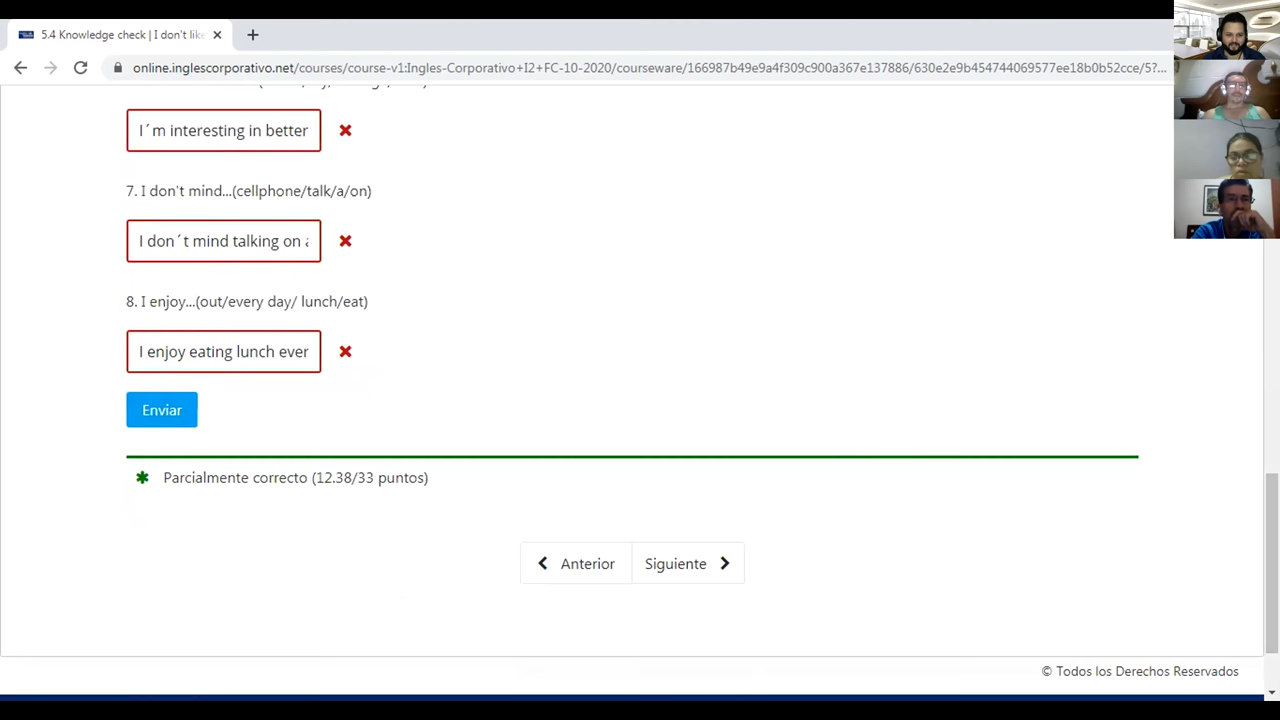 5.4 Knowledge check | I don't like
online.inglescorporativo.net/courses/course-v1:Ingles-Corporativo+I2+FC-10-2020/courseware/166987b49e9a4f309c900a367e137886/630e2e9b454744069577ee18b0b52cce/5?...
I´m interesting in better
7. I don't mind...(cellphone/talk/a/on)
I don´t mind talking on a
8. I enjoy...(out/every day/ lunch/eat)
I enjoy eating lunch ever
Enviar
Parcialmente correcto (12.38/33 puntos)
Anterior
Siguiente
© Todos los Derechos Reservados